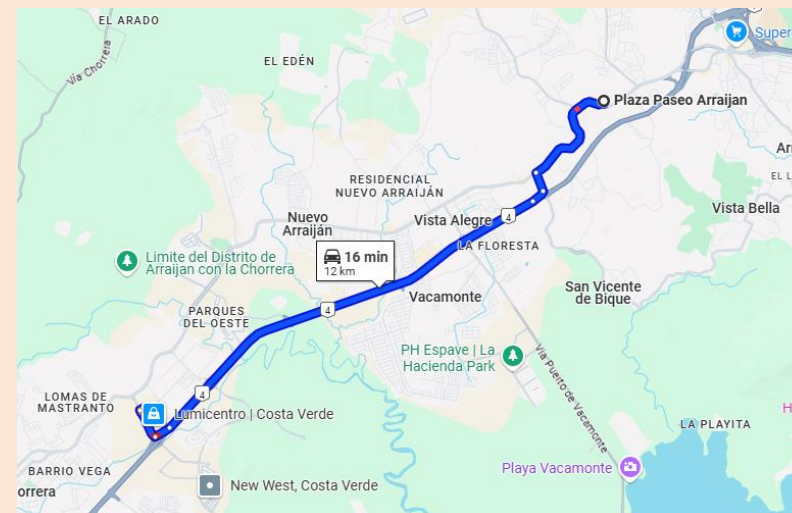 EL ARADO
Vía Chorrera
EL EDÉN
Super
Plaza Paseo Arraijan
RESIDENCIAL
NUEVO ARRAIJÁN
Nuevo
Arraiján
Vista Alegre
4
LA FLORESTA
Vista Bella
Limite del Distrito de
Arraijan con la Chorrera
16 min
12 km
4
Vacamonte
San Vicente
de Bique
PARQUES
DEL OESTE
PH Espave | La
Hacienda Park
Vía Puerto de Vacamonte
LOMAS DE
MASTRANTO
4
Lumicentro | Costa Verde
LA PLAYITA
BARRIO VEGA
Playa Vacamonte
orrera
New West, Costa Verde